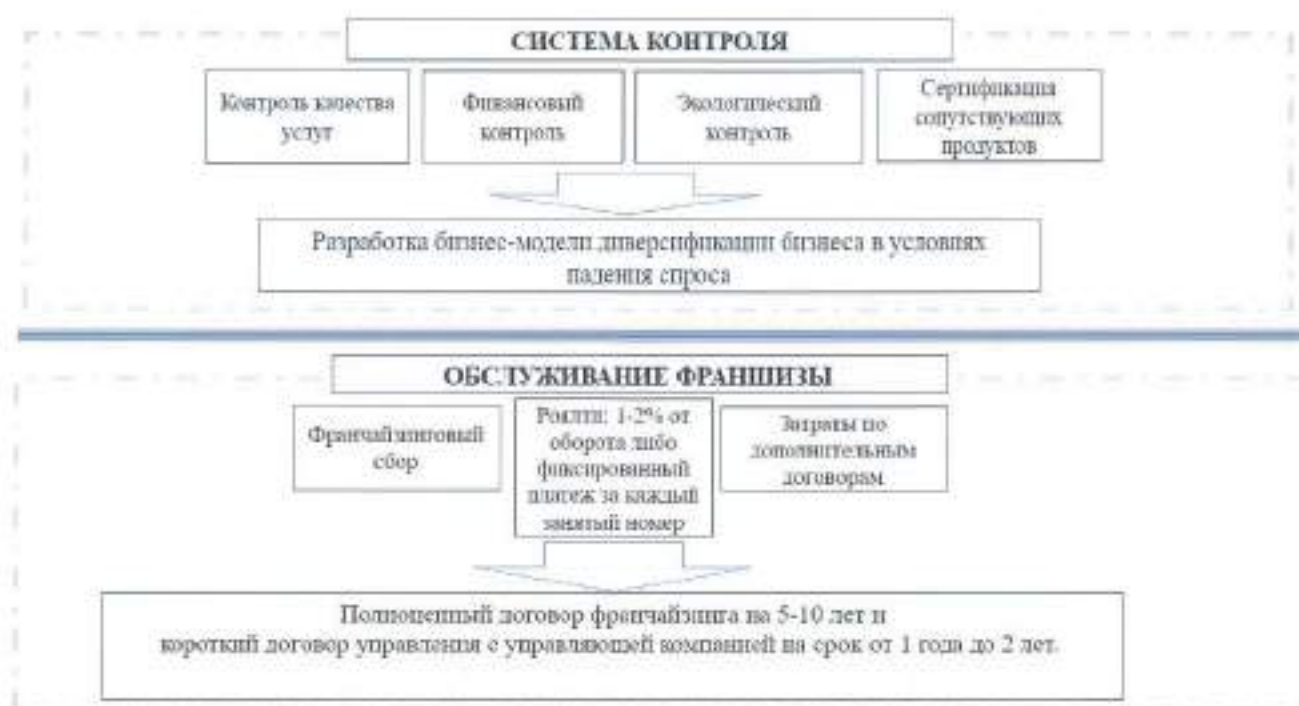 СИСТЕМА КОНТРОЛЯ
Контроль качества
услуг
Финансовый
контроль
Экологический
контроль
Сертификация
сопутствующих
продуктов
Разработка бизнес-модели диверсификации бизнеса в условиях
падения спроса
ОБСЛУЖИВАНИЕ ФРАНШИЗЫ
Франчайзинговый
сбор
Роялти: 1-2% от
оборота либо
фиксированный
платеж за каждый
занятый номер
Затраты по
дополнительным
договорам
Полноценный договор франчайзинга на 5-10 лет и
короткий договор управления с управляющей компанией на срок от 1 года до 2 лет.